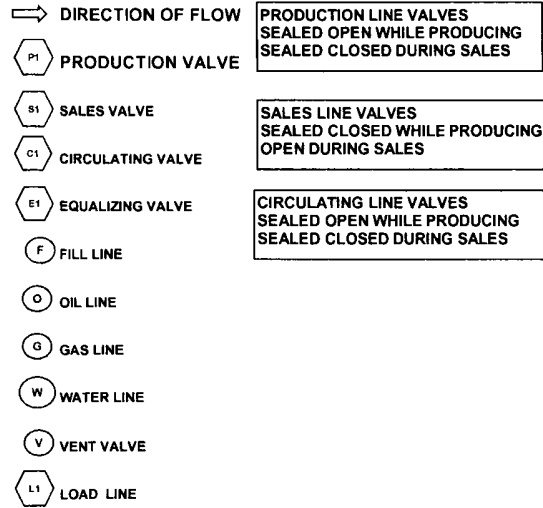 DIRECTION OF FLOW
P1 PRODUCTION VALVE
S1 SALES VALVE
C1 CIRCULATING VALVE
E1 EQUALIZING VALVE
F FILL LINE
O OIL LINE
G GAS LINE
W WATER LINE
V VENT VALVE
L1 LOAD LINE
PRODUCTION LINE VALVES
SEALED OPEN WHILE PRODUCING
SEALED CLOSED DURING SALES
SALES LINE VALVES
SEALED CLOSED WHILE PRODUCING
OPEN DURING SALES
CIRCULATING LINE VALVES
SEALED OPEN WHILE PRODUCING
SEALED CLOSED DURING SALES